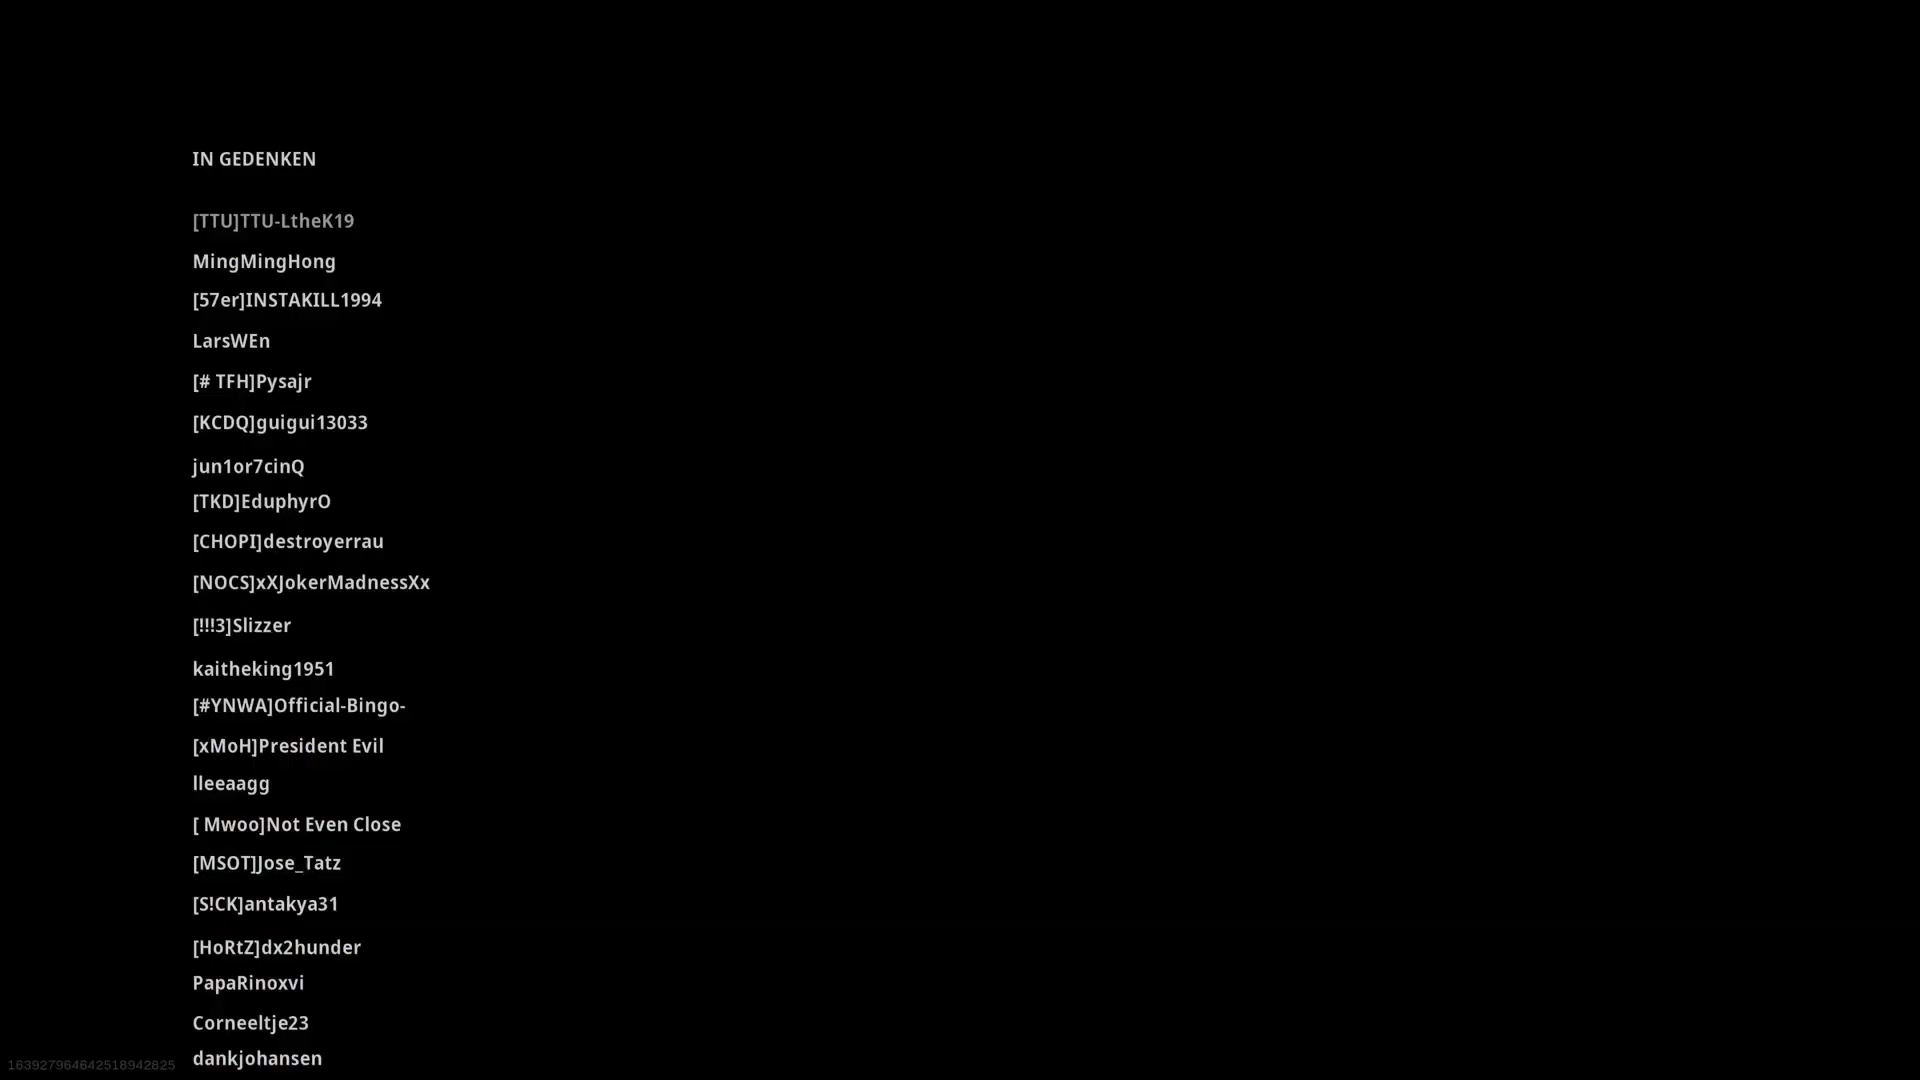 IN GEDENKEN
[TTU]TTU-LtheK19
MingMingHong
[57er]INSTAKILL1994
LarsWEn
[# TFH]Pysajr
[KCDQ]guigui13033
jun1or7cinQ
[TKD]EduphyrO
[CHOPI]destroyerrau
[NOCS]xXJokerMadnessXx
[!!!3]Slizzer
kaitheking1951
[#YNWA]Official-Bingo-
[xMoH]President Evil
lleeaagg
[ Mwoo]Not Even Close
[MSOT]Jose_Tatz
[S!CK]antakya31
[HoRtZ]dx2hunder
PapaRinoxvi
Corneeltje23
dankjohansen
163927964642518942825